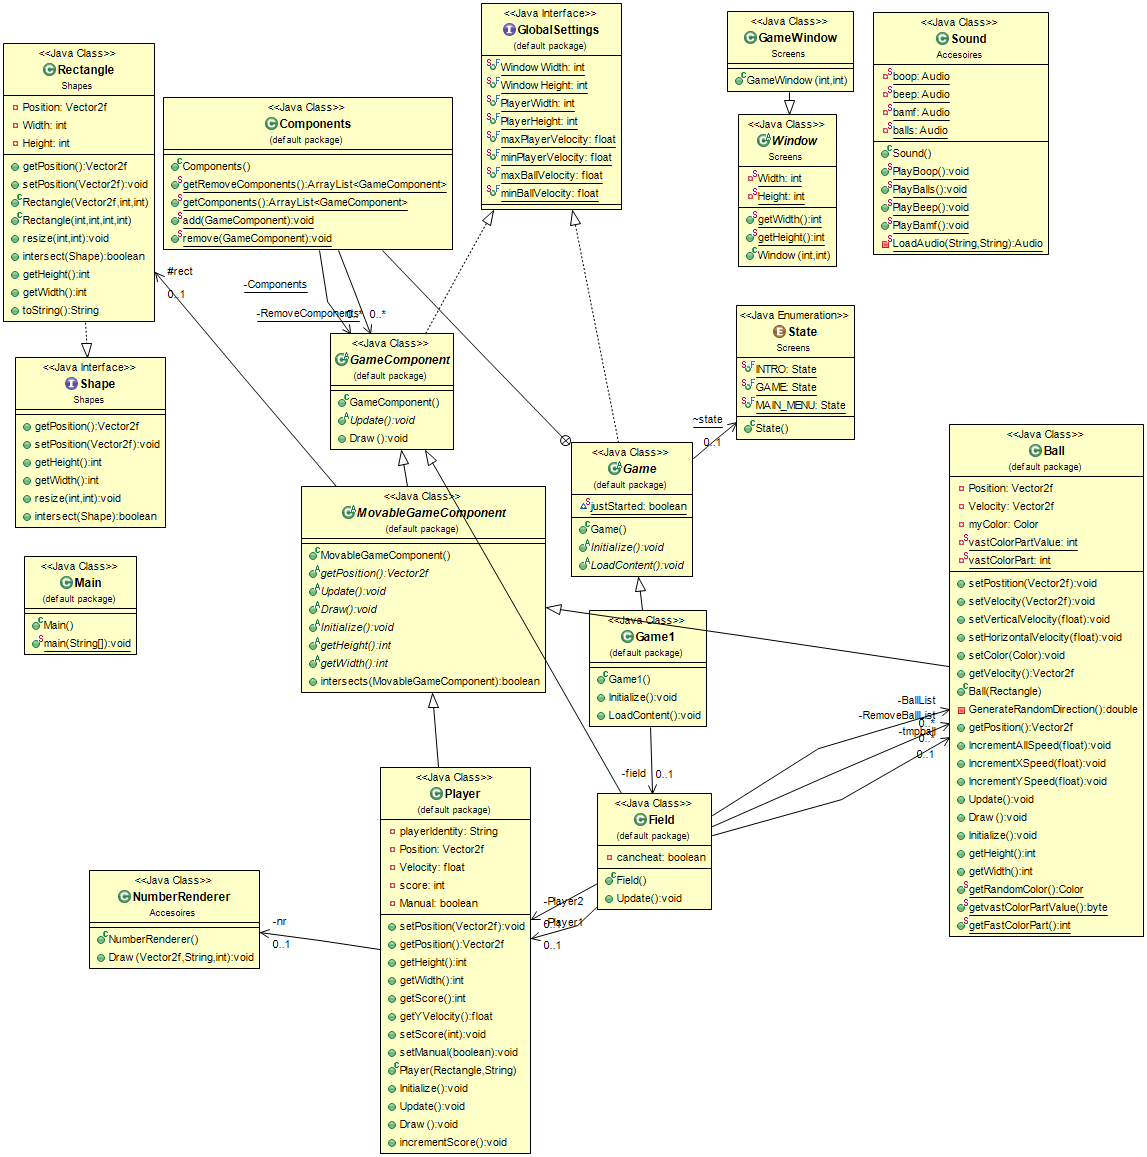 <<Java Class>>
Rectangle
Shapes
Position: Vector2f
Width: int
Height: int
getPosition():Vector2f
setPosition(Vector2f):void
Rectangle(Vector2f,int,int)
Rectangle(int,int,int,int)
resize(int,int):void
intersect(Shape):boolean
getHeight():int
getWidth():int
toString():String
<<Java Class>>
Components
(default package)
Components()
getRemoveComponents():ArrayList<GameComponent>
getComponents():ArrayList<GameComponent>
add(GameComponent):void
remove(GameComponent):void
<<Java Interface>>
GlobalSettings
(default package)
Window Width: int
Window Height: int
PlayerWidth: int
PlayerHeight: int
maxPlayerVelocity: float
minPlayerVelocity: float
maxBallVelocity: float
minBallVelocity: float
<<Java Class>>
GameWindow
Screens
GameWindow (int,int)
<<Java Class>>
Window
Screens
Width: int
Height: int
getWidth():int
getHeight():int
Window (int,int)
<<Java Class>>
Sound
Accesoires
boop: Audio
beep: Audio
bamf: Audio
balls: Audio
Sound()
PlayBoop():void
PlayBalls():void
PlayBeep():void
PlayBamf():void
LoadAudio(String,String):Audio
#rect
0..1
-Components
-RemoveComponents
0..*
0..*
<<Java Interface>>
Shape
Shapes
getPosition():Vector2f
setPosition(Vector2f):void
getHeight():int
getWidth():int
resize(int,int):void
intersect(Shape):boolean
<<Java Class>>
GameComponent
(default package)
GameComponent()
Update():void
Draw ():void
<<Java Enumeration>>
State
Screens
INTRO: State
GAME: State
MAIN_MENU: State
State()
~state
0..1
<<Java Class>>
Game
(default package)
justStarted: boolean
Game()
Initialize():void
LoadContent():void
<<Java Class>>
MovableGameComponent
(default package)
MovableGameComponent()
getPosition():Vector2f
Update():void
Draw():void
Initialize():void
getHeight():int
getWidth():int
intersects(MovableGameComponent):boolean
<<Java Class>>
Main
(default package)
Main()
main(String[]):void
<<Java Class>>
Game1
(default package)
Game1()
Initialize():void
LoadContent():void
<<Java Class>>
Ball
(default package)
Position: Vector2f
Velocity: Vector2f
myColor: Color
vastColorPartValue: int
vastColorPart: int
setPostition(Vector2f):void
setVelocity(Vector2f):void
setVerticalVelocity(float):void
setHorizontalVelocity(float):void
setColor(Color):void
getVelocity():Vector2f
Ball(Rectangle)
GenerateRandomDirection():double
getPosition():Vector2f
IncrementAllSpeed(float):void
IncrementXSpeed(float):void
IncrementYSpeed(float):void
Update():void
Draw ():void
Initialize():void
getHeight():int
getWidth():int
getRandomColor():Color
getvastColorPartValue():byte
getFastColorPart():int
-BallList
-RemoveBallList
0..*
-tmpball
0..*
0..1
-field
0..1
<<Java Class>>
Field
(default package)
cancheat: boolean
Field()
Update():void
-Player2
0..1
-Player1
0..1
<<Java Class>>
Player
(default package)
playerIdentity: String
Position: Vector2f
Velocity: float
score: int
Manual: boolean
setPosition(Vector2f):void
getPosition():Vector2f
getHeight():int
getWidth():int
getScore():int
getYVelocity():float
setScore(int):void
setManual(boolean):void
Player(Rectangle,String)
Initialize():void
Update():void
Draw ():void
incrementScore():void
<<Java Class>>
NumberRenderer
Accesoires
NumberRenderer()
Draw (Vector2f,String,int):void
-nr
0..1